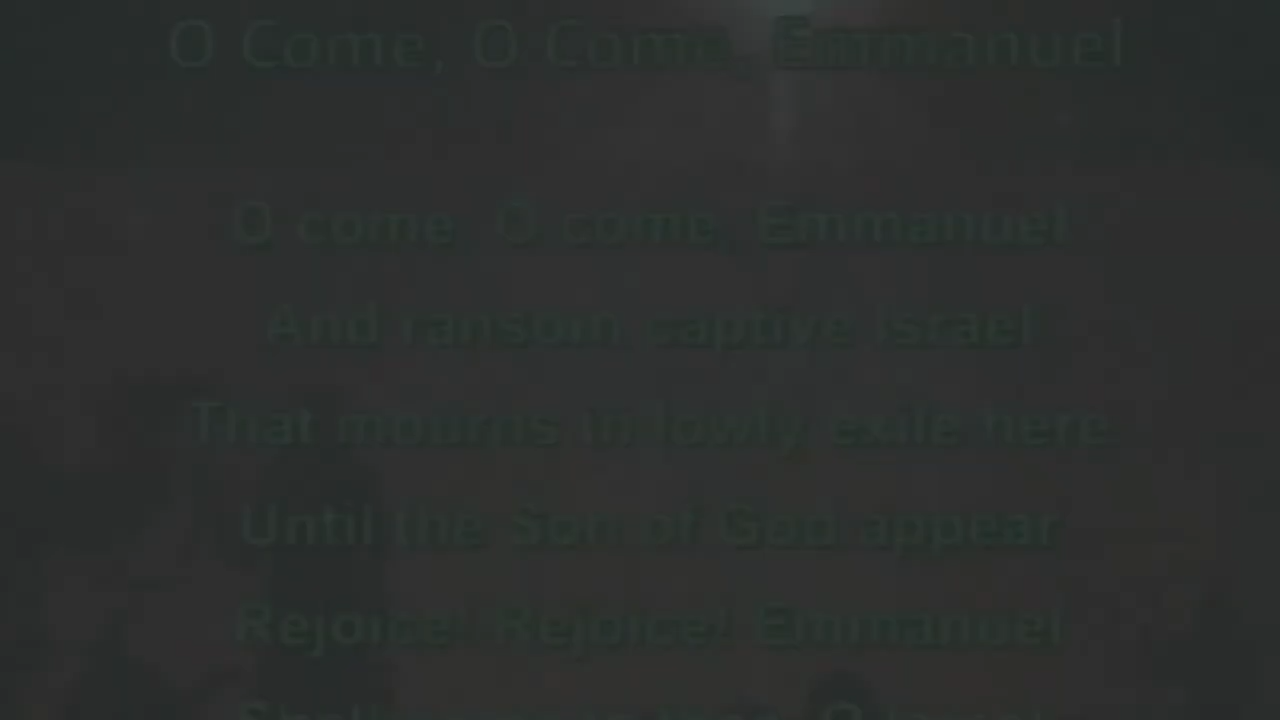 O Come, O Come, Emmanuel
O come, O come, Emmanuel
And ransom captive Israel
That mourns in lowly exile here
Until the Son of God appear
Rejoice! Rejoice! Emmanuel